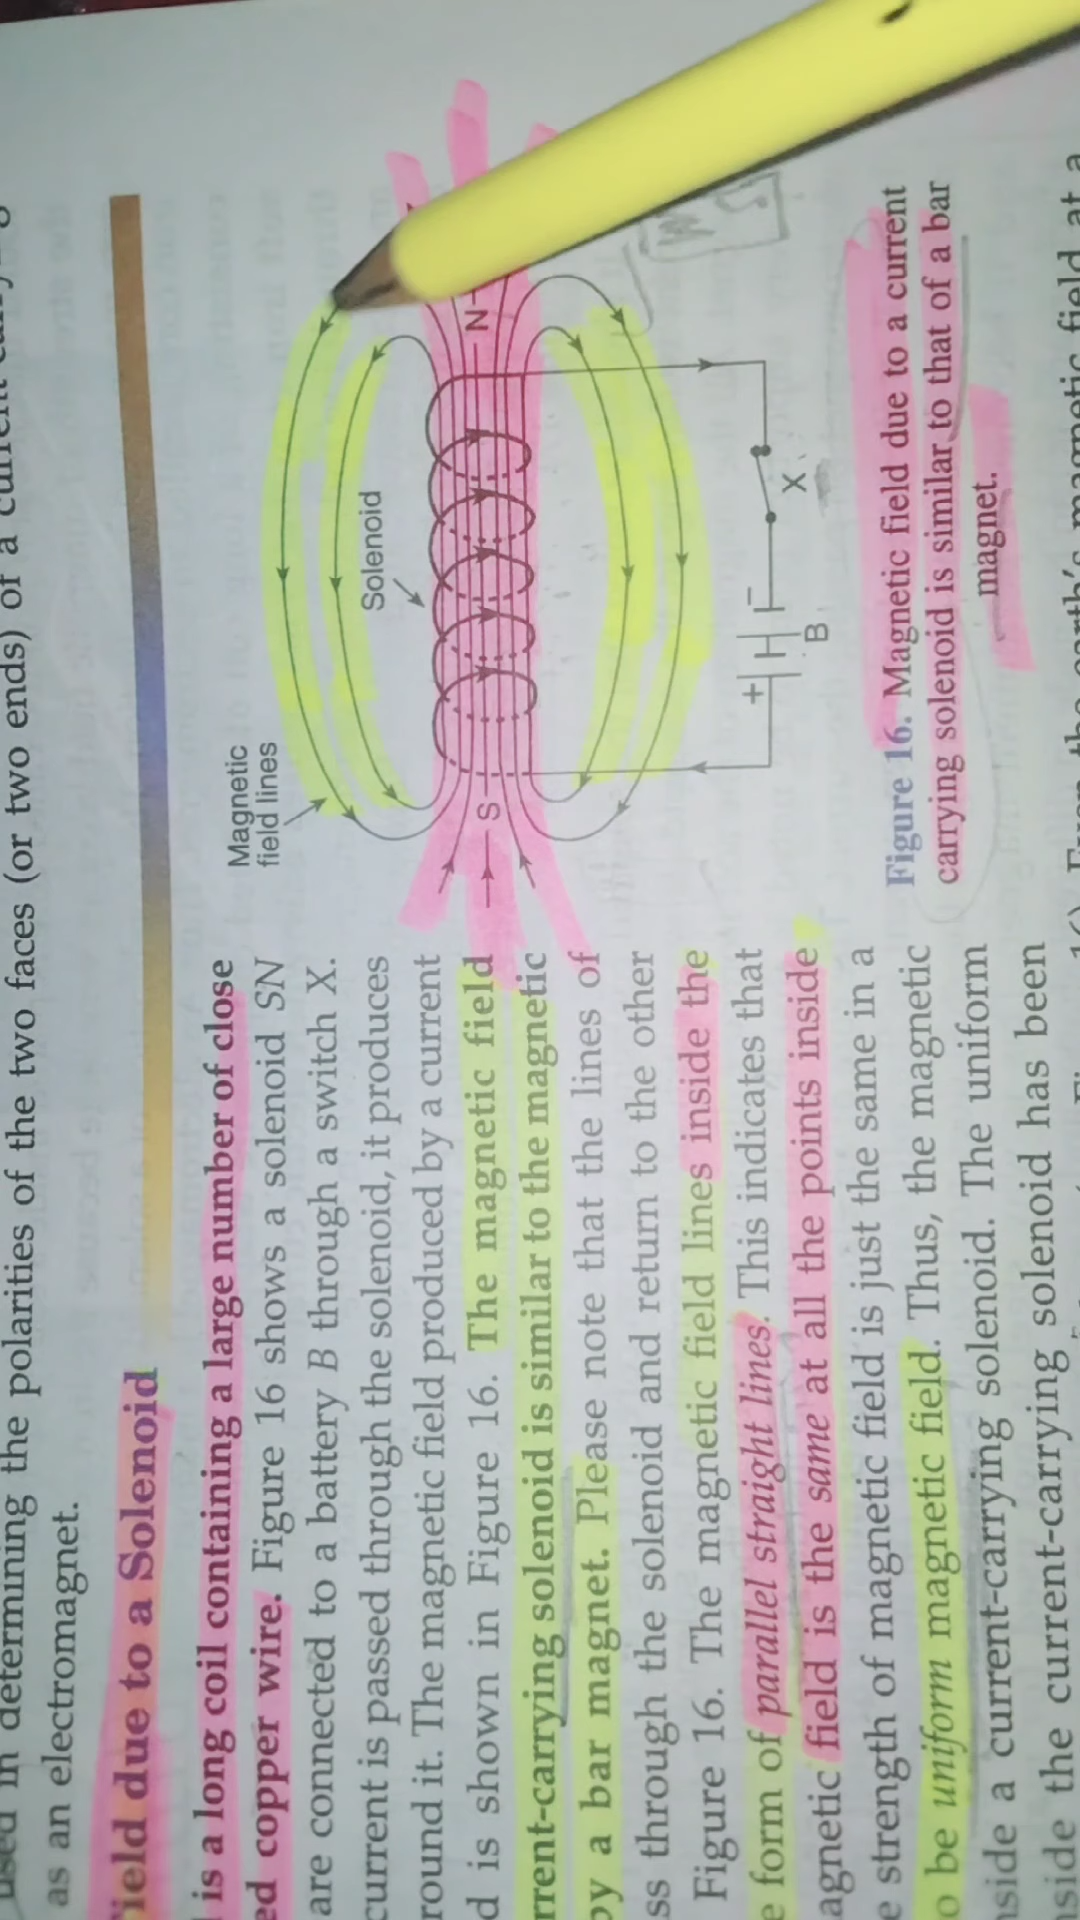 determining the polarities of the two faces (or two ends) of a current
as an electromagnet.
Field due to a Solenoid
is a long coil containing a large number of close
copper wire. Figure 16 shows a solenoid SN
are connected to a battery B through a switch X.
current is passed through the solenoid, it produces
round it. The magnetic field produced by a current
is shown in Figure 16. The magnetic field
rrent-carrying solenoid is similar to the magnetic
by a bar magnet. Please note that the lines of
ss through the solenoid and return to the other
Figure 16. The magnetic field lines inside the
e form of parallel straight lines. This indicates that
agnetic field is the same at all the points inside
e strength of magnetic field is just the same in a
o be uniform magnetic field. Thus, the magnetic
nside a current-carrying solenoid. The uniform
nside the current-carrying solenoid has been
Magnetic
field lines
Solenoid
S
N
+
−
B
X
Figure 16. Magnetic field due to a current
carrying solenoid is similar to that of a bar
magnet.
the earth's magnetic field at a